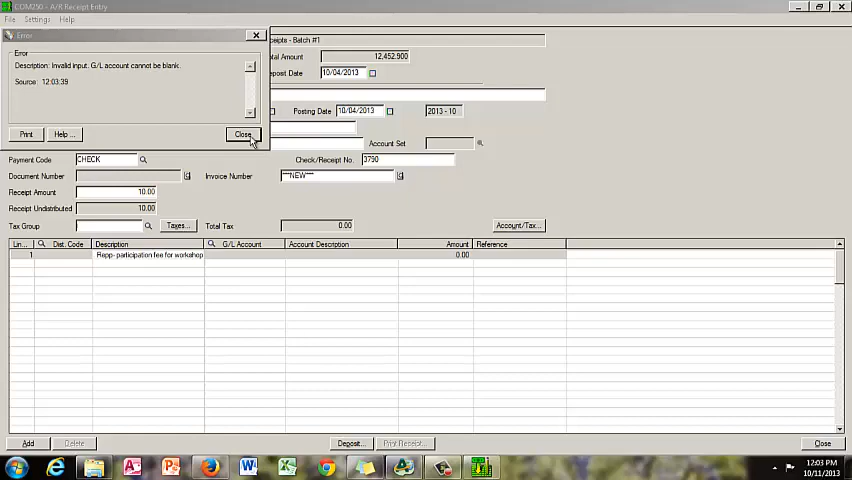 COM250 - A/R Receipt Entry
File Settings Help
Error
Error
Description: Invalid input. G/L account cannot be blank.
Source: 12:03:39
Print Help ... Close
eipts - Batch #1
otal Amount 12,452.900
epost Date 10/04/2013
Posting Date 10/04/2013 2013 - 10
Account Set
Payment Code CHECK Check/Receipt No. 3790
Document Number Invoice Number ***NEW***
Receipt Amount 10.00
Receipt Undistributed 10.00
Tax Group Taxes... Total Tax 0.00 Account/Tax...
Lin... Dist. Code Description G/L Account Account Description Amount Reference
1 Repp- participation fee for workshop 0.00
Add Delete Deposit... Print Receipt... Close
12:03 PM
10/11/2013